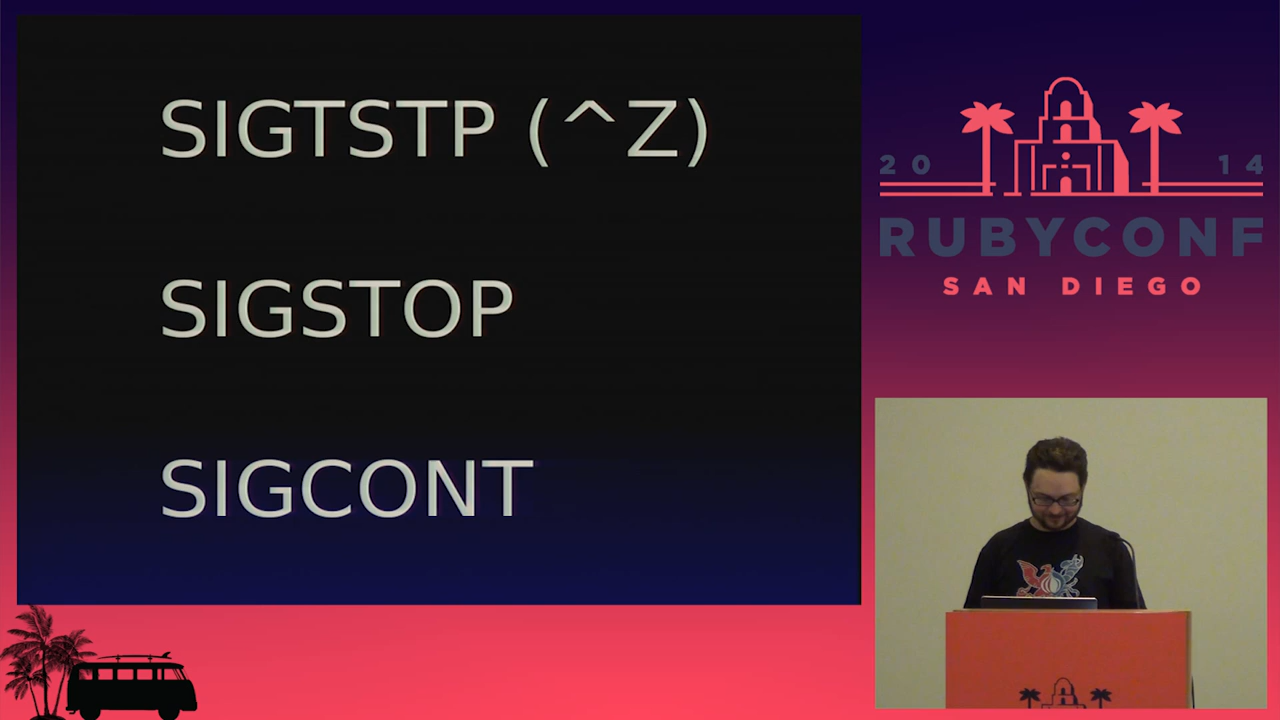 SIGTSTP (^Z)
SIGSTOP
SIGCONT
20 14
RUBYCONF
SAN DIEGO